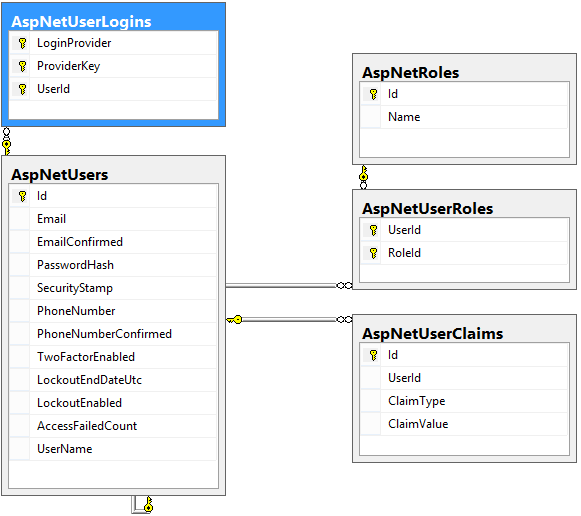 AspNetUserLogins
LoginProvider
ProviderKey
UserId
AspNetUsers
Id
Email
EmailConfirmed
PasswordHash
SecurityStamp
PhoneNumber
PhoneNumberConfirmed
TwoFactorEnabled
LockoutEndDateUtc
LockoutEnabled
AccessFailedCount
UserName
AspNetRoles
Id
Name
AspNetUserRoles
UserId
RoleId
AspNetUserClaims
Id
UserId
ClaimType
ClaimValue